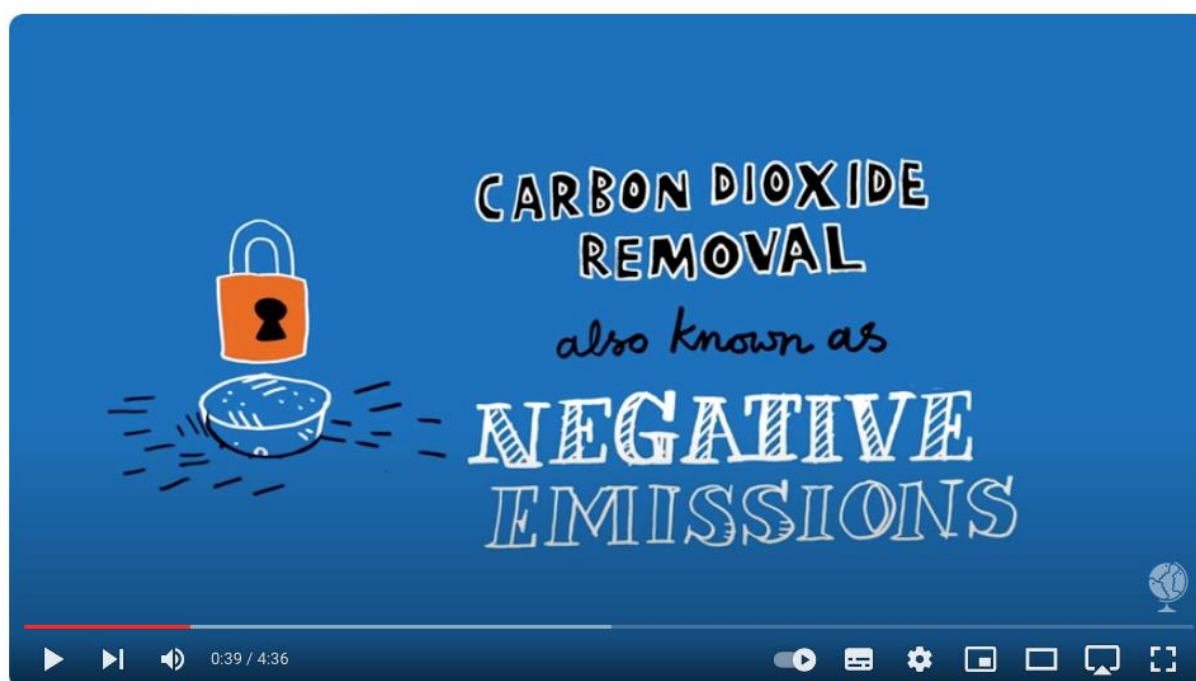 CARBON DIOXIDE
REMOVAL
also known as
NEGATIVE
EMISSIONS
0:39 / 4:36